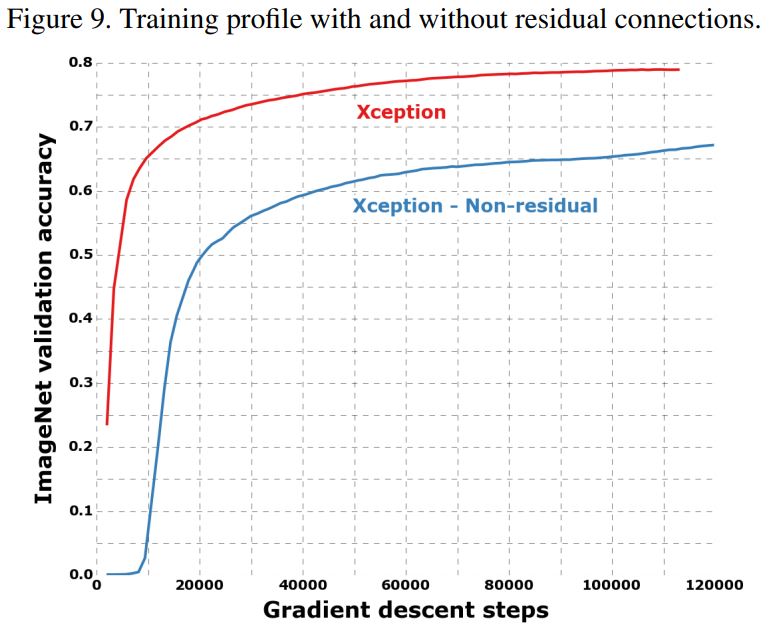 Figure 9. Training profile with and without residual connections.
0.8
0.7
0.6
0.5
0.4
0.3
0.2
0.1
0.0
ImageNet validation accuracy
Xception
Xception - Non-residual
0 20000 40000 60000 80000 100000 120000
Gradient descent steps